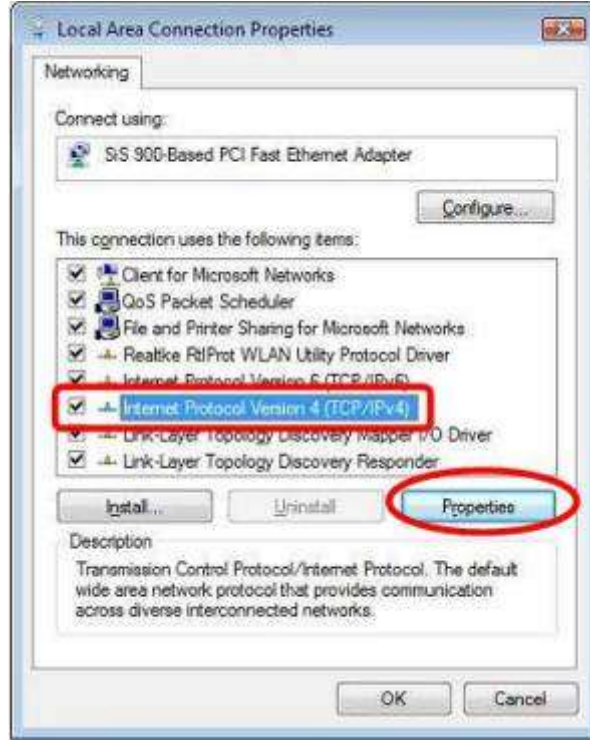 Local Area Connection Properties
Networking
Connect using:
SiS 900-Based PCI Fast Ethernet Adapter
Configure...
This connection uses the following items:
Client for Microsoft Networks
QoS Packet Scheduler
File and Printer Sharing for Microsoft Networks
Realtke RtlProt WLAN Utility Protocol Driver
Internet Protocol Version 6 (TCP/IPv6)
Internet Protocol Version 4 (TCP/IPv4)
Link-Layer Topology Discovery Mapper I/O Driver
Link-Layer Topology Discovery Responder
Install...
Uninstall
Properties
Description
Transmission Control Protocol/Internet Protocol. The default
wide area network protocol that provides communication
across diverse interconnected networks.
OK
Cancel